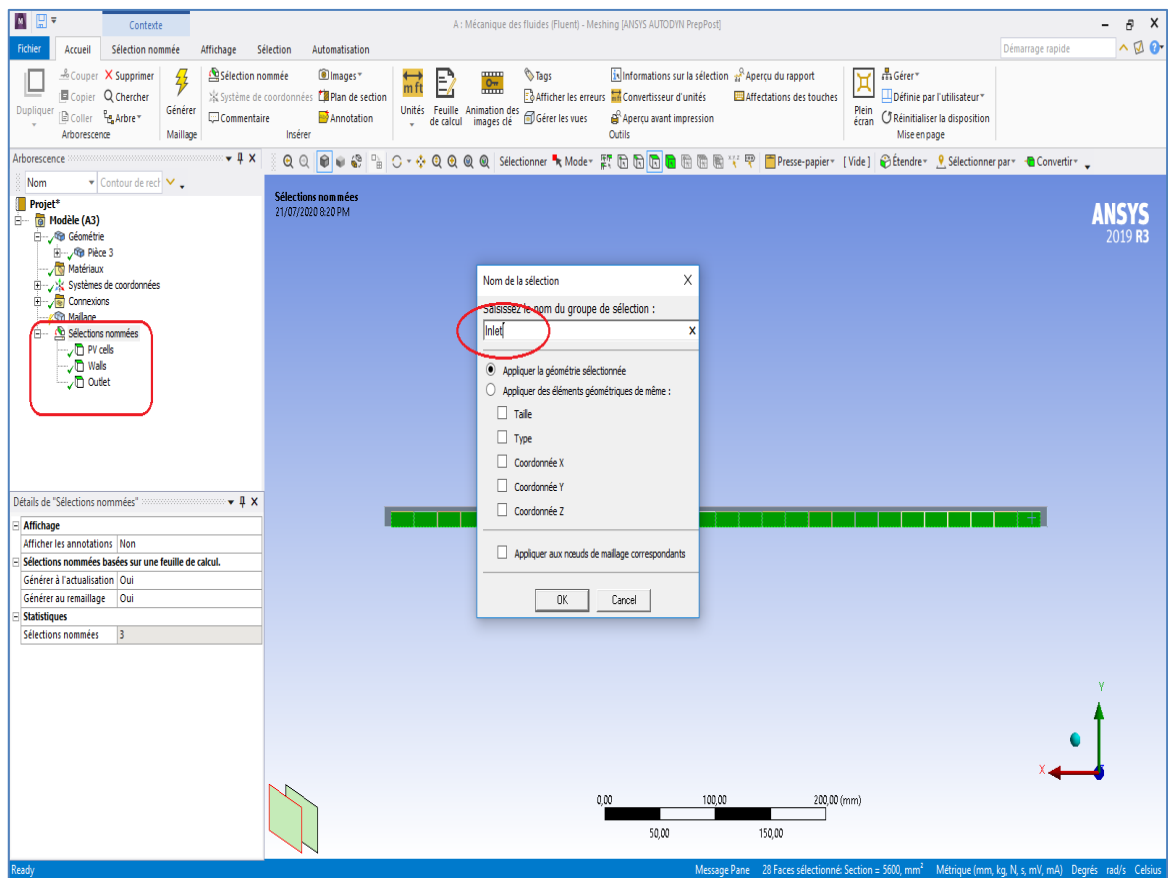 Contexte
A : Mécanique des fluides (Fluent) - Meshing [ANSYS AUTODYN PrepPost]
Fichier Accueil Sélection nommée Affichage Sélection Automatisation Démarrage rapide
Dupliquer
Couper
Copier
Coller
Supprimer
Chercher
Arbre
Arborescence
Générer
Maillage
Sélection nommée
Système de coordonnées
Commentaire
Images
Plan de section
Annotation
Insérer
Unités
Feuille de calcul
Animation des images clé
Tags
Afficher les erreurs
Gérer les vues
Informations sur la sélection
Convertisseur d'unités
Aperçu avant impression
Aperçu du rapport
Affectations des touches
Outils
Plein écran
Gérer
Définie par l'utilisateur
Réinitialiser la disposition
Mise en page
Arborescence
Sélectionner Mode Presse-papier [Vide] Étendre Sélectionner par Convertir
Nom Contour de rect
Projet*
Modèle (A3)
Géométrie
Pièce 3
Matériaux
Systèmes de coordonnées
Connexions
Maillage
Sélections nommées
PV cells
Walls
Outlet
Sélections nommées
21/07/2020 8:20 PM
ANSYS
2019 R3
Nom de la sélection X
Saisissez le nom du groupe de sélection :
Inlet
Appliquer la géométrie sélectionnée
Appliquer des éléments géométriques de même :
Taille
Type
Coordonnée X
Coordonnée Y
Coordonnée Z
Appliquer aux nœuds de maillage correspondants
OK Cancel
Détails de "Sélections nommées"
Affichage
Afficher les annotations Non
Sélections nommées basées sur une feuille de calcul.
Générer à l'actualisation Oui
Générer au remaillage Oui
Statistiques
Sélections nommées 3
Y
X
0,00 100,00 200,00 (mm)
50,00 150,00
Ready Message Pane 28 Faces sélectionné: Section = 5600, mm² Métrique (mm, kg, N, s, mV, mA) Degrés rad/s Celsius